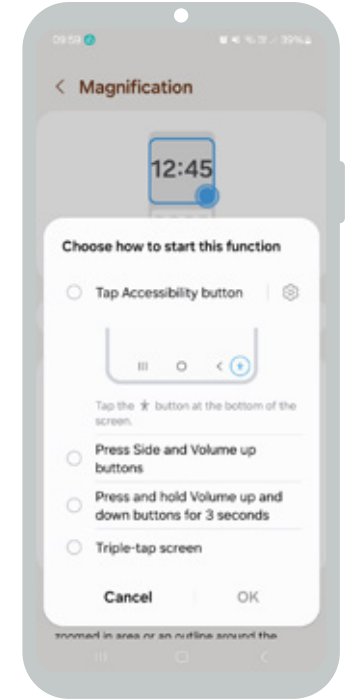 09:59
39%
Magnification
12:45
Choose how to start this function
Tap Accessibility button
Tap the button at the bottom of the
screen.
Press Side and Volume up
buttons
Press and hold Volume up and
down buttons for 3 seconds
Triple-tap screen
Cancel
OK
zoomed in area or an outline around the